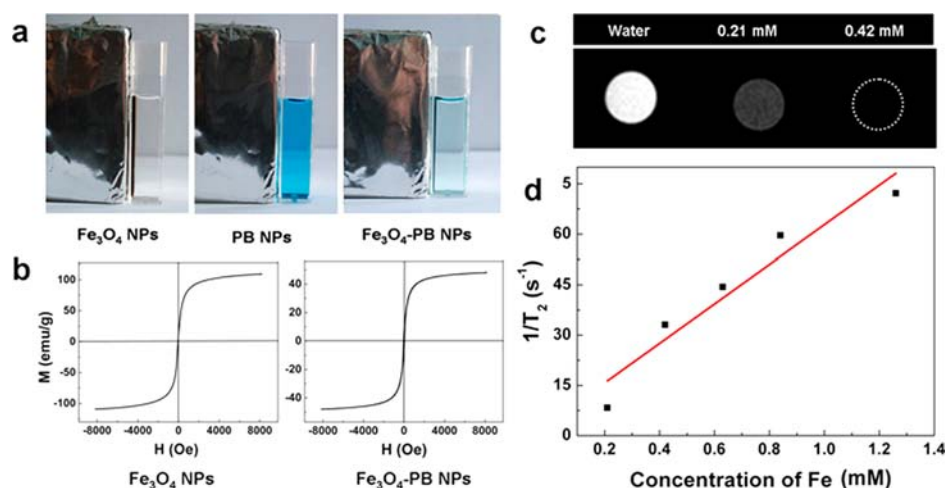 a
Fe₃O₄ NPs PB NPs Fe₃O₄-PB NPs
b
M (emu/g)
100
50
0
-50
-100
-8000 -4000 0 4000 8000
H (Oe)
Fe₃O₄ NPs
40
20
0
-20
-40
-8000 -4000 0 4000 8000
H (Oe)
Fe₃O₄-PB NPs
c
Water 0.21 mM 0.42 mM
d
1/T₂ (s⁻¹)
5
60
45
30
15
0
0.2 0.4 0.6 0.8 1.0 1.2 1.4
Concentration of Fe (mM)